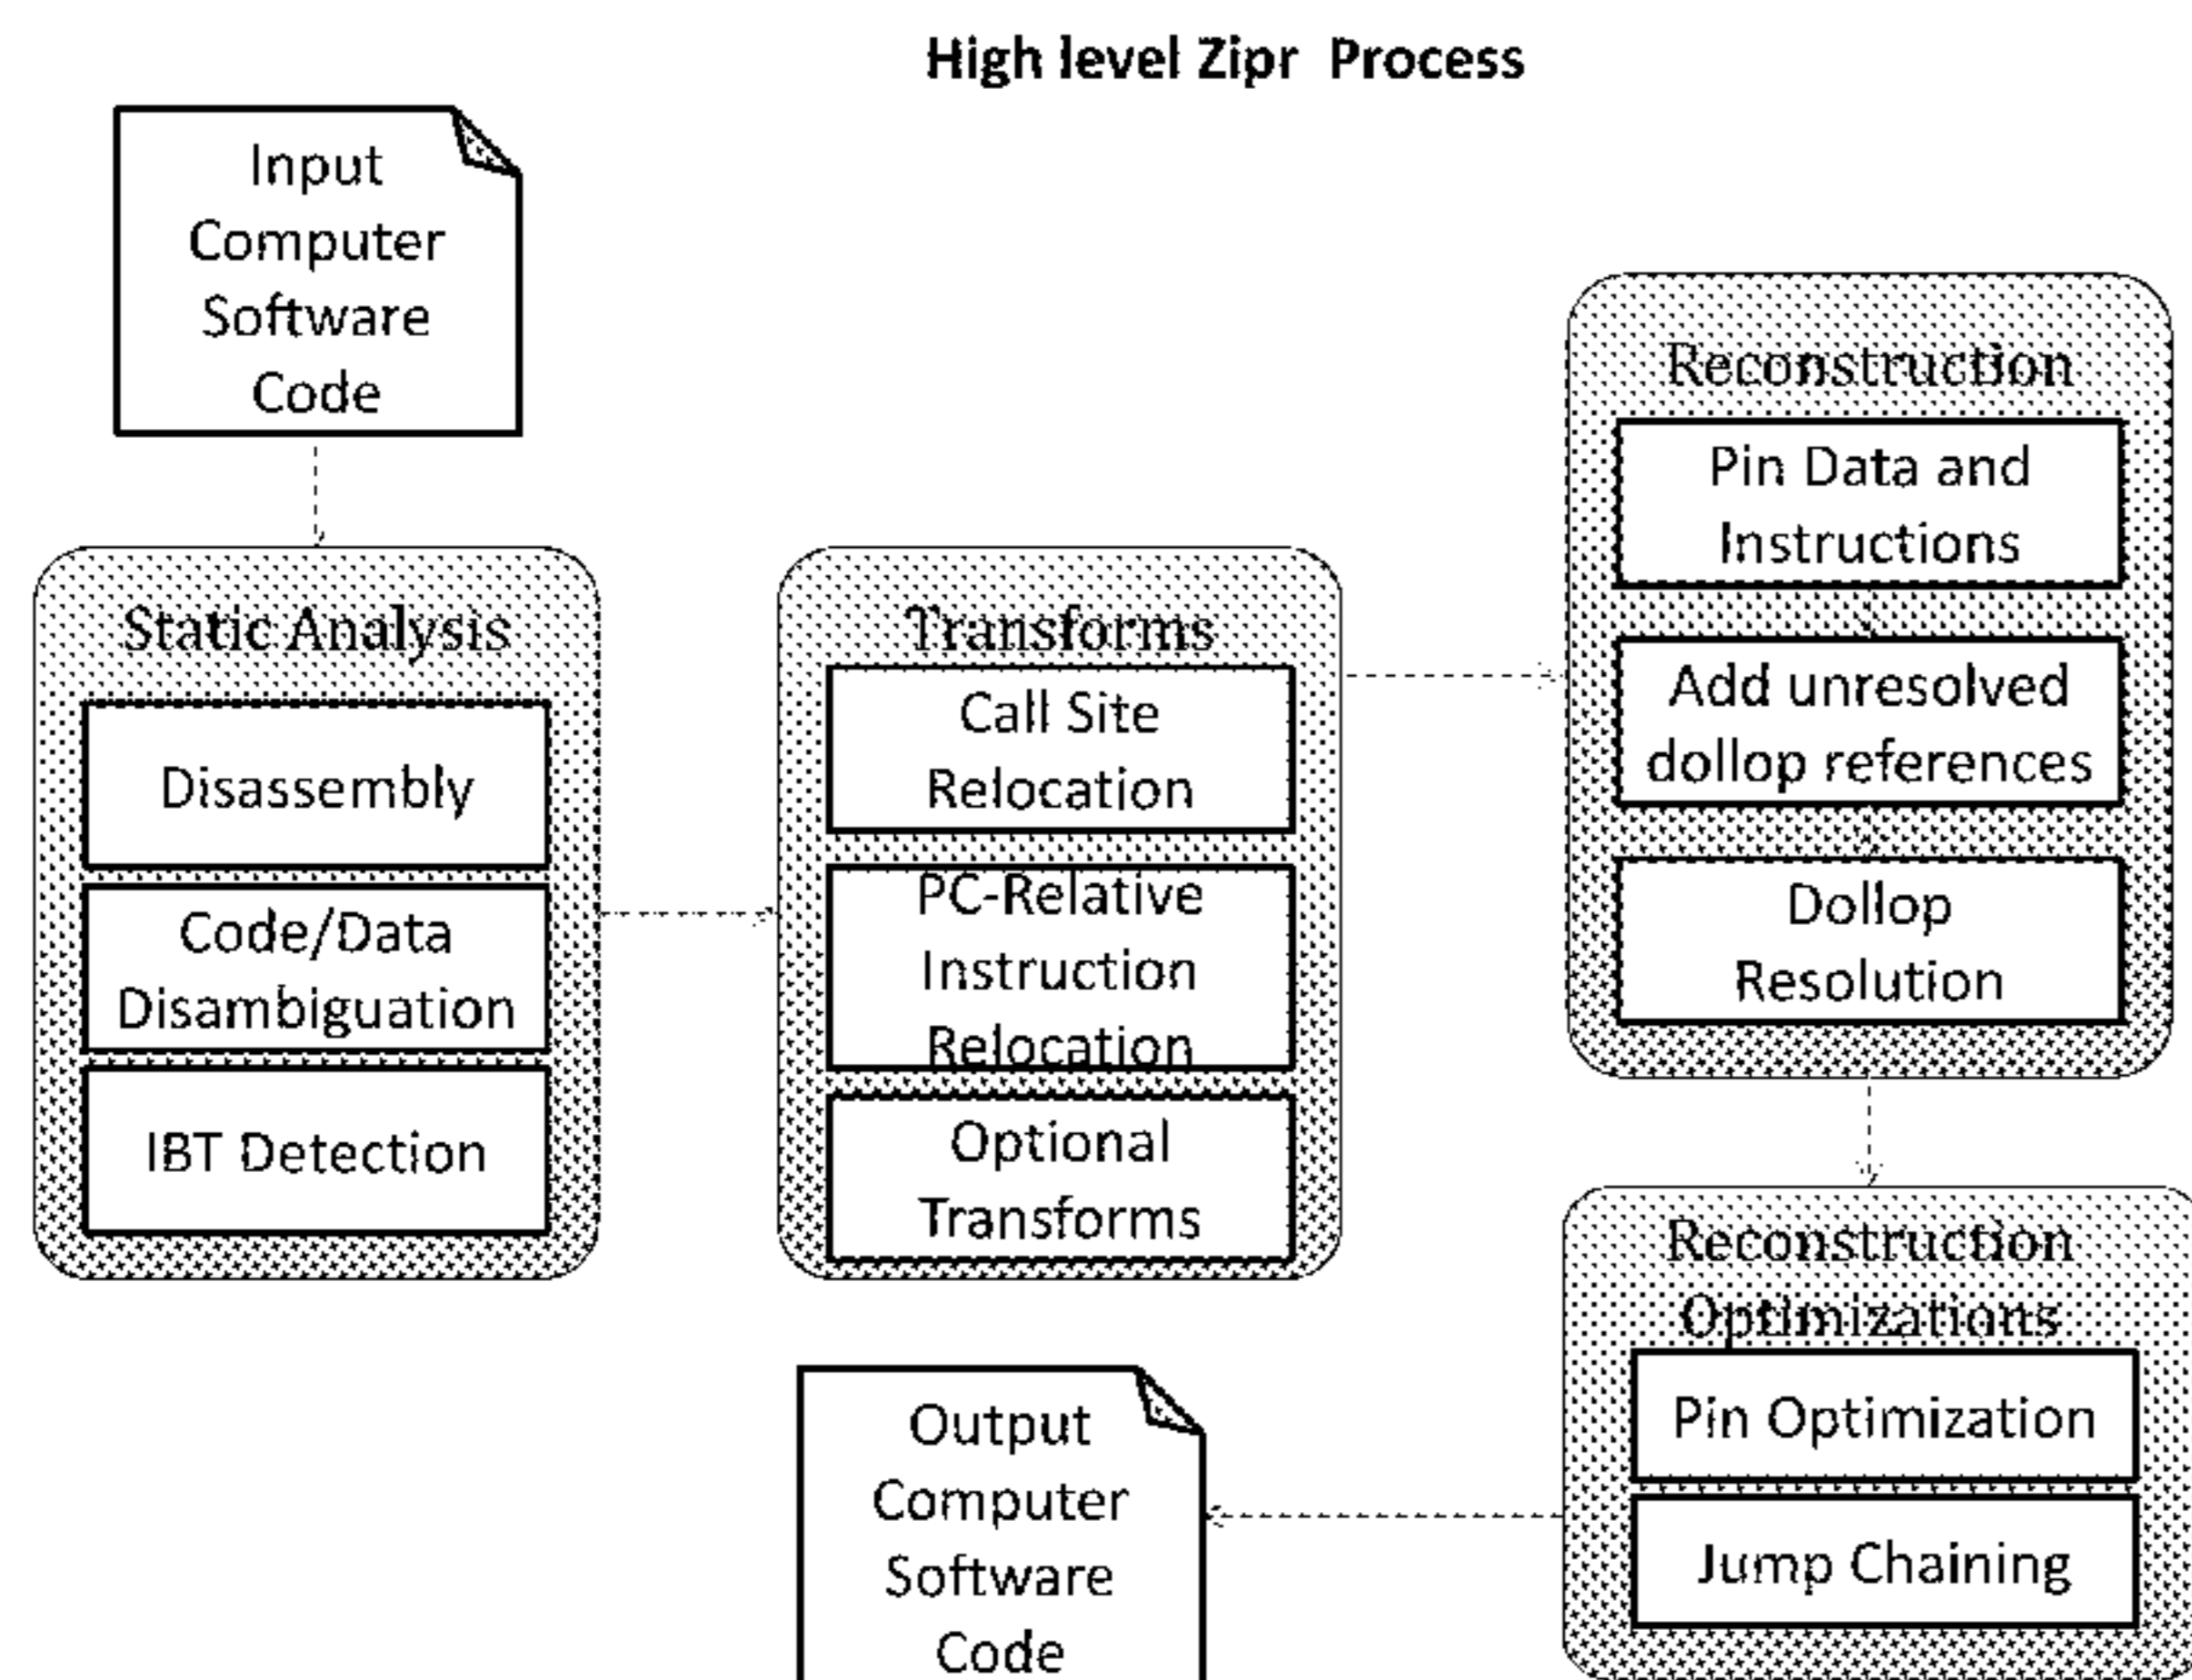 High level Zipr Process
Input
Computer
Software
Code
Static Analysis
Disassembly
Code/Data
Disambiguation
IBT Detection
Transforms
Call Site
Relocation
PC-Relative
Instruction
Relocation
Optional
Transforms
Reconstruction
Pin Data and
Instructions
Add unresolved
dollop references
Dollop
Resolution
Reconstruction
Optimizations
Pin Optimization
Jump Chaining
Output
Computer
Software
Code